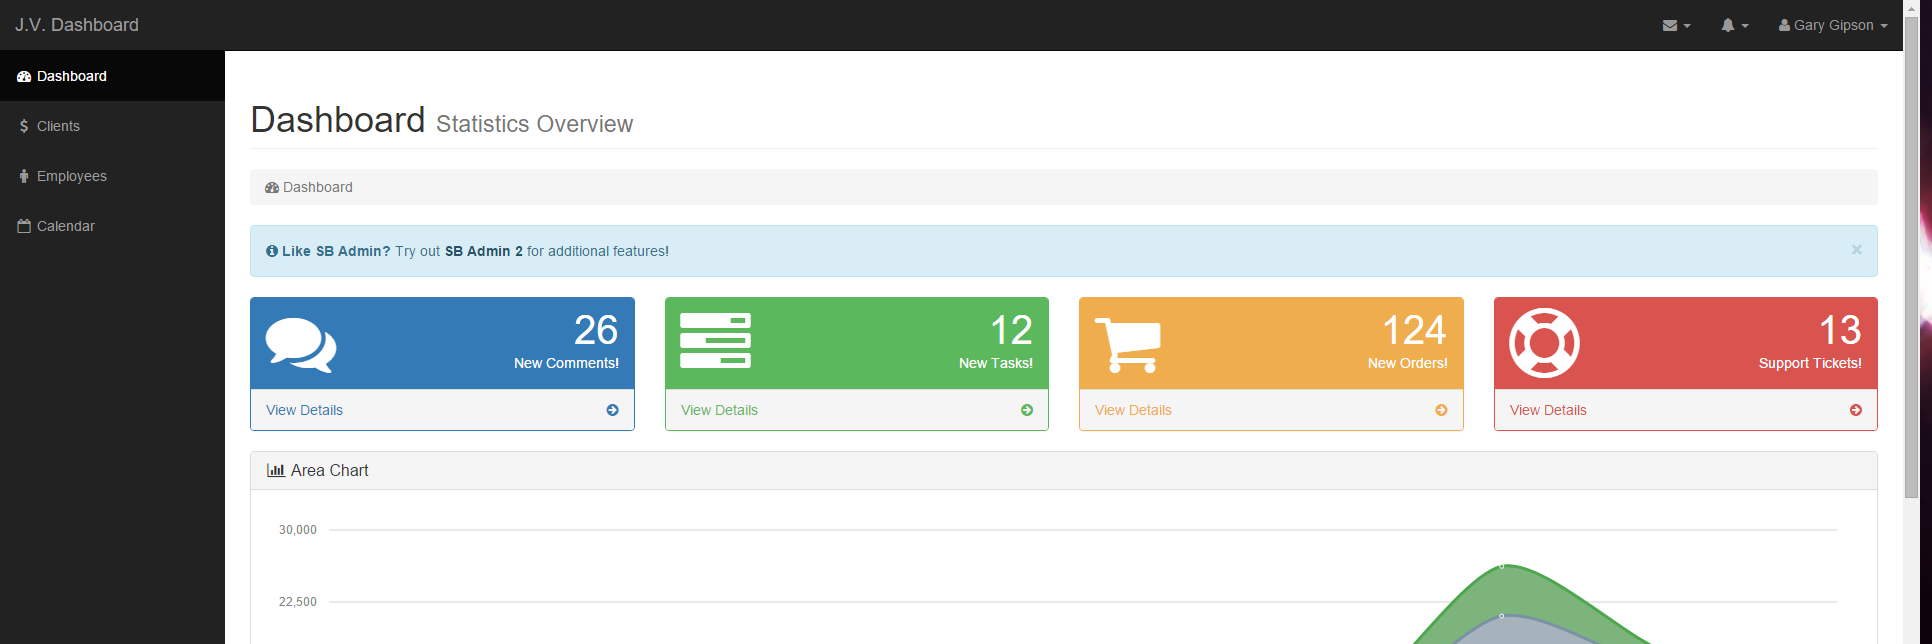 J.V. Dashboard
Gary Gipson
Dashboard
Clients
Employees
Calendar
Dashboard Statistics Overview
Dashboard
Like SB Admin? Try out SB Admin 2 for additional features!
×
26
New Comments!
View Details
12
New Tasks!
View Details
124
New Orders!
View Details
13
Support Tickets!
View Details
Area Chart
30,000
22,500